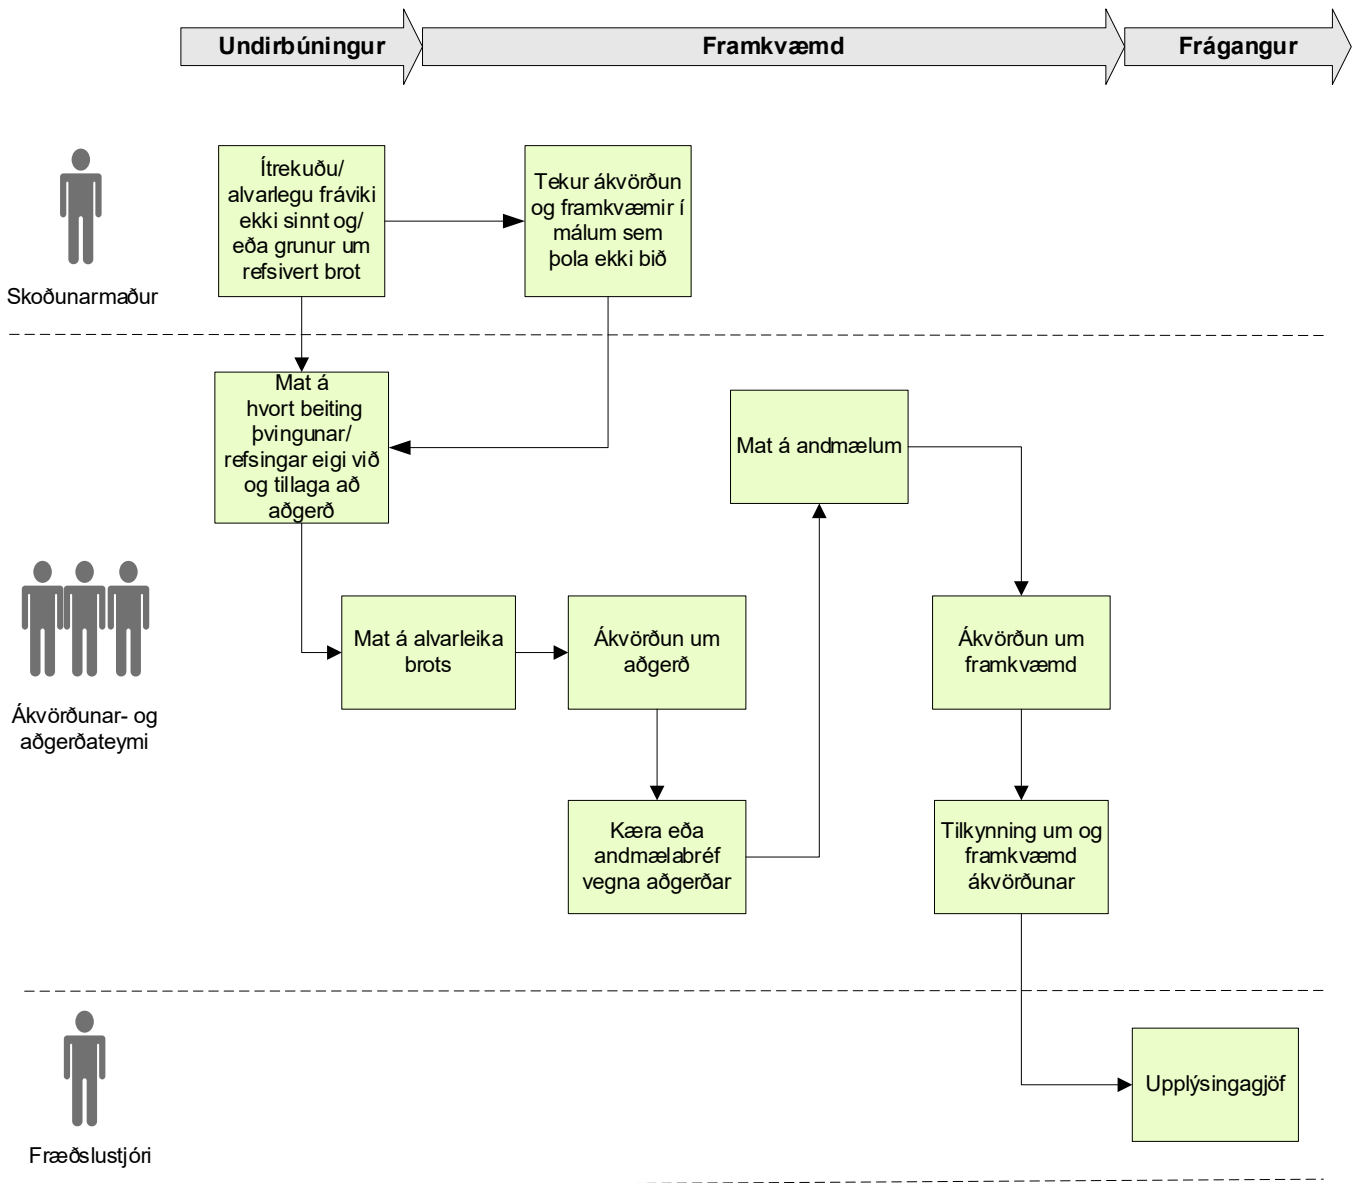 Undirbúningur
Framkvæmd
Frágangur
Skoðunarmaður
Ítrekuðu/
alvarlegu fráviki
ekki sinnt og/
eða grunur um
refsivert brot
Tekur ákvörðun
og framkvæmir í
málum sem
þola ekki bið
Mat á
hvort beiting
þvingunar/
refsingar eigi við
og tillaga að
aðgerð
Mat á andmælum
Ákvörðunar- og
aðgerðateymi
Mat á alvarleika
brots
Ákvörðun um
aðgerð
Ákvörðun um
framkvæmd
Kæra eða
andmælabréf
vegna aðgerðar
Tilkynning um og
framkvæmd
ákvörðunar
Fræðslustjóri
Upplýsingagjöf